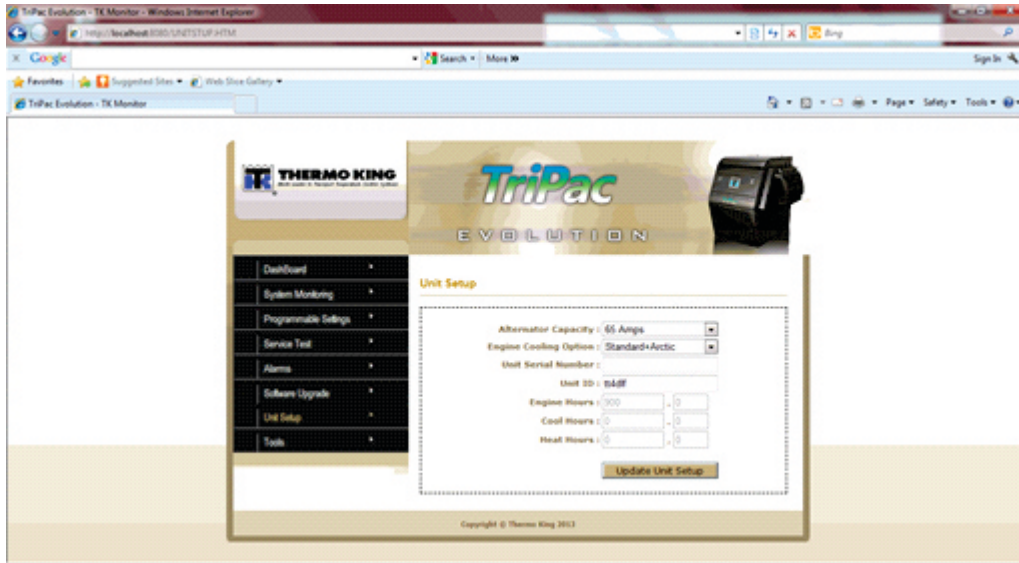 TriPac Evolution - TK Monitor - Windows Internet Explorer
http://localhost:8080/UNITSTUP.HTM
Bing
Google
Search
More »
Sign In
Favorites
Suggested Sites
Web Slice Gallery
TriPac Evolution - TK Monitor
Page
Safety
Tools
THERMO KING
TriPac
EVOLUTION
DashBoard
System Monitoring
Programmable Settings
Service Test
Alarms
Software Upgrade
Unit Setup
Tools
Unit Setup
Alternator Capacity : 65 Amps
Engine Cooling Option : Standard+Arctic
Unit Serial Number :
Unit ID :
Engine Hours : 900 . 0
Cool Hours : 0 . 0
Heat Hours : 0 . 0
Update Unit Setup
Copyright © Thermo King 2013